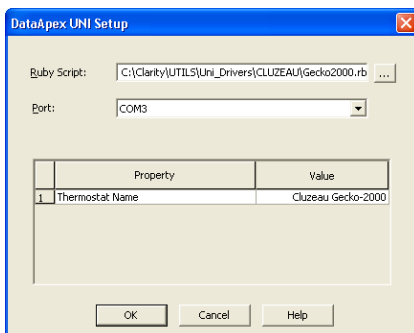 DataApex UNI Setup
Ruby Script: C:\Clarity\UTILS\Uni_Drivers\CLUZEAU\Gecko2000.rb ...
Port: COM3
Property Value
1 Thermostat Name Cluzeau Gecko-2000
OK Cancel Help